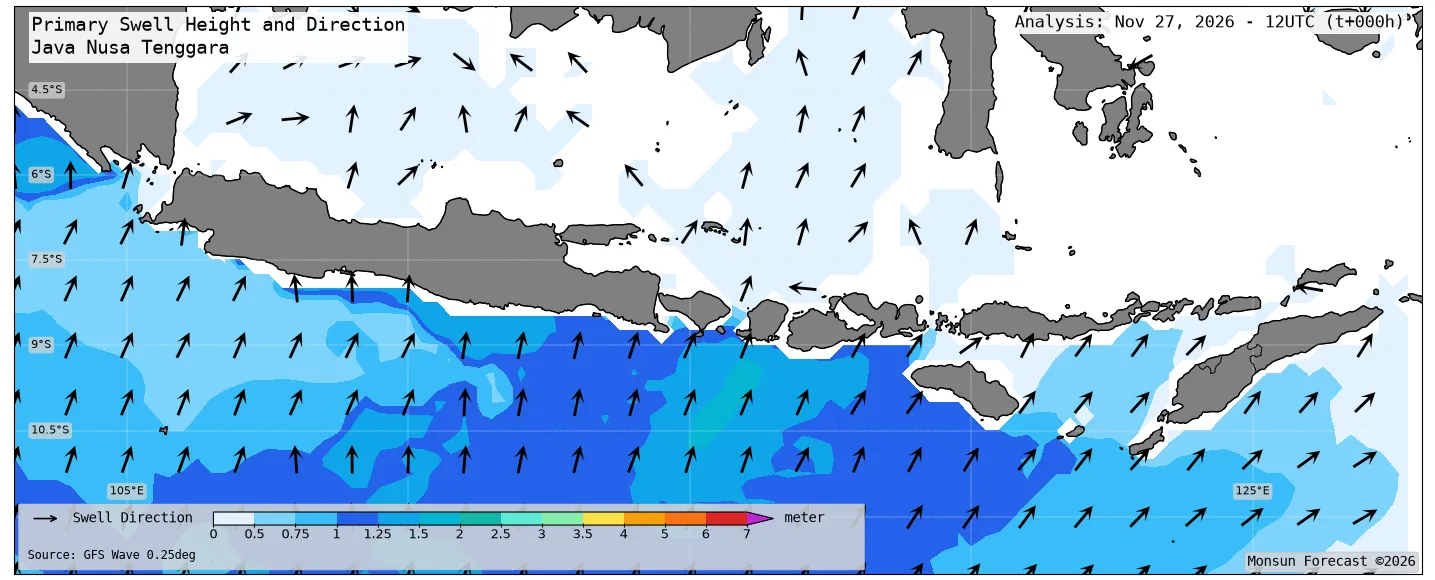 Primary Swell Height and Direction
Java Nusa Tenggara
Analysis: Nov 27, 2026 - 12UTC (t+000h)
4.5°S
6°S
7.5°S
9°S
10.5°S
105°E
125°E
Swell Direction
0 0.5 0.75 1 1.25 1.5 2 2.5 3 3.5 4 5 6 7
meter
Source: GFS Wave 0.25deg
Monsun Forecast ©2026